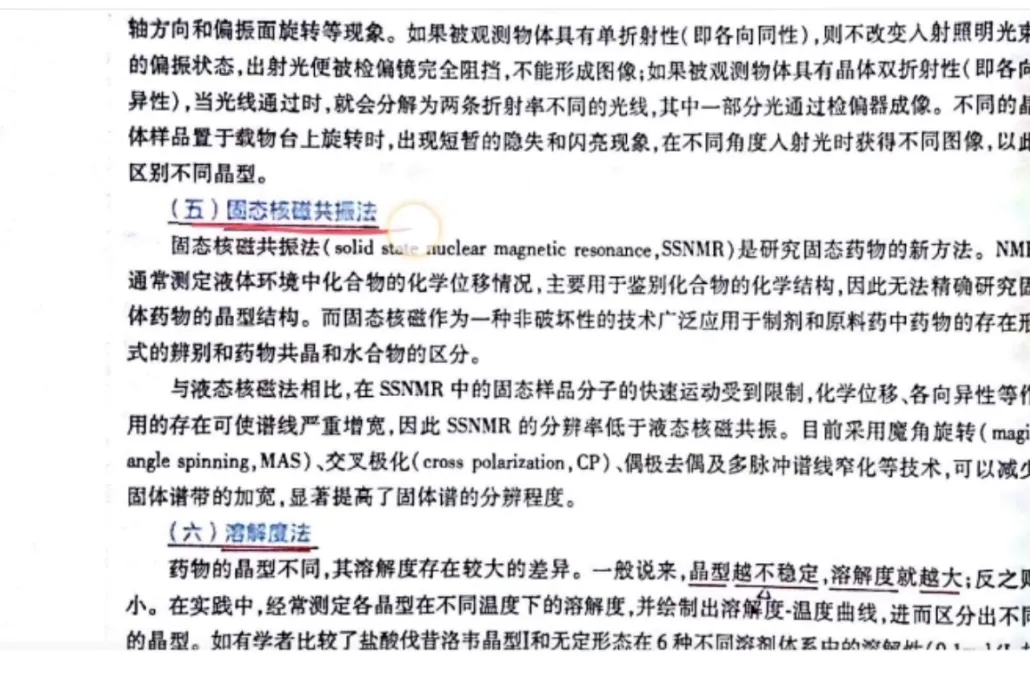 轴方向和偏振面旋转等现象。如果被观测物体具有单折射性(即各向同性),则不改变入射照明光束
的偏振状态,出射光便被检偏镜完全阻挡,不能形成图像;如果被观测物体具有晶体双折射性(即各向
异性),当光线通过时,就会分解为两条折射率不同的光线,其中一部分光通过检偏器成像。不同的晶
体样品置于载物台上旋转时,出现短暂的隐失和闪亮现象,在不同角度入射光时获得不同图像,以此
区别不同晶型。
(五)固态核磁共振法
固态核磁共振法(solid state nuclear magnetic resonance,SSNMR)是研究固态药物的新方法。NMR
通常测定液体环境中化合物的化学位移情况,主要用于鉴别化合物的化学结构,因此无法精确研究固
体药物的晶型结构。而固态核磁作为一种非破坏性的技术广泛应用于制剂和原料药中药物的存在形
式的辨别和药物共晶和水合物的区分。
与液态核磁法相比,在 SSNMR 中的固态样品分子的快速运动受到限制,化学位移、各向异性等作
用的存在可使谱线严重增宽,因此 SSNMR 的分辨率低于液态核磁共振。目前采用魔角旋转(magi
angle spinning,MAS)、交叉极化(cross polarization,CP)、偶极去偶及多脉冲谱线窄化等技术,可以减少
固体谱带的加宽,显著提高了固体谱的分辨程度。
(六)溶解度法
药物的晶型不同,其溶解度存在较大的差异。一般说来,晶型越不稳定,溶解度就越大;反之则
小。在实践中,经常测定各晶型在不同温度下的溶解度,并绘制出溶解度-温度曲线,进而区分出不同
的晶型。如有学者比较了盐酸伐昔洛韦晶型I和无定形态在 6 种不同溶剂体系中的溶解性